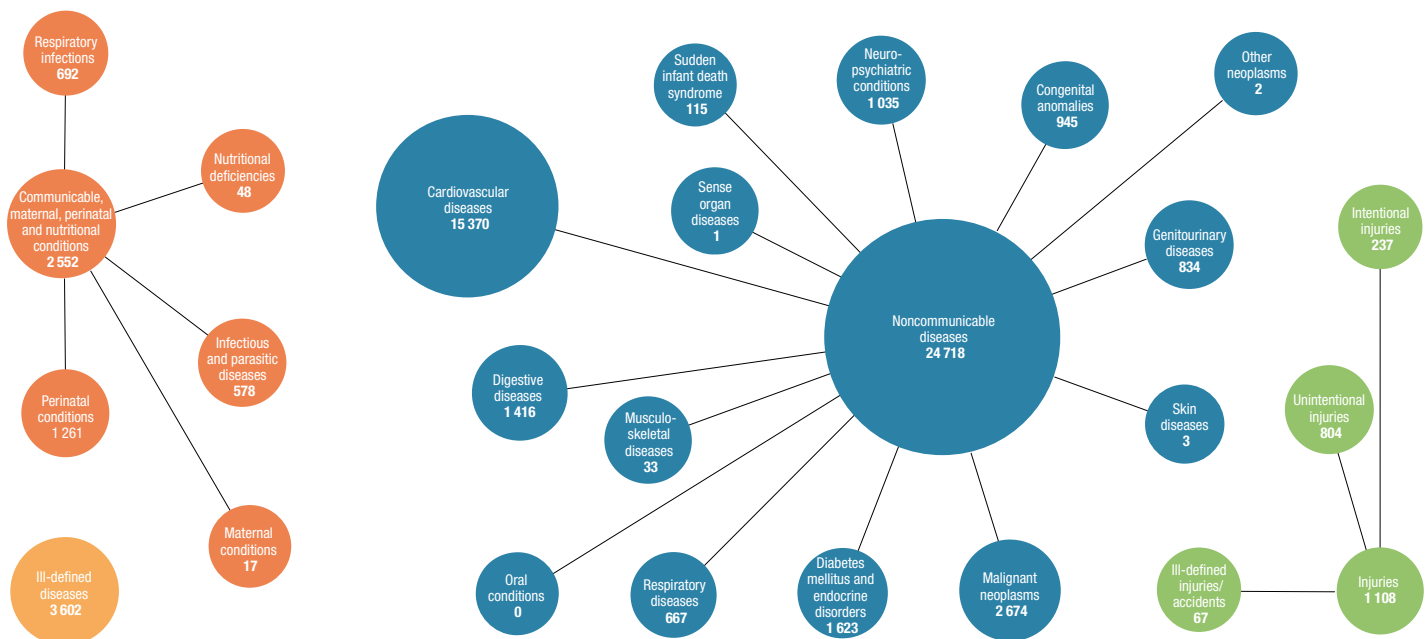 Respiratory
infections
692
Nutritional
deficiencies
48
Communicable,
maternal, perinatal
and nutritional
conditions
2 552
Infectious
and parasitic
diseases
578
Perinatal
conditions
1 261
Maternal
conditions
17
Ill-defined
diseases
3 602
Cardiovascular
diseases
15 370
Sudden
infant death
syndrome
115
Neuro-
psychiatric
conditions
1 035
Congenital
anomalies
945
Other
neoplasms
2
Sense
organ
diseases
1
Genitourinary
diseases
834
Noncommunicable
diseases
24 718
Digestive
diseases
1 416
Musculo-
skeletal
diseases
33
Skin
diseases
3
Oral
conditions
0
Respiratory
diseases
667
Diabetes
mellitus and
endocrine
disorders
1 623
Malignant
neoplasms
2 674
Intentional
injuries
237
Unintentional
injuries
804
Ill-defined
injuries/
accidents
67
Injuries
1 108